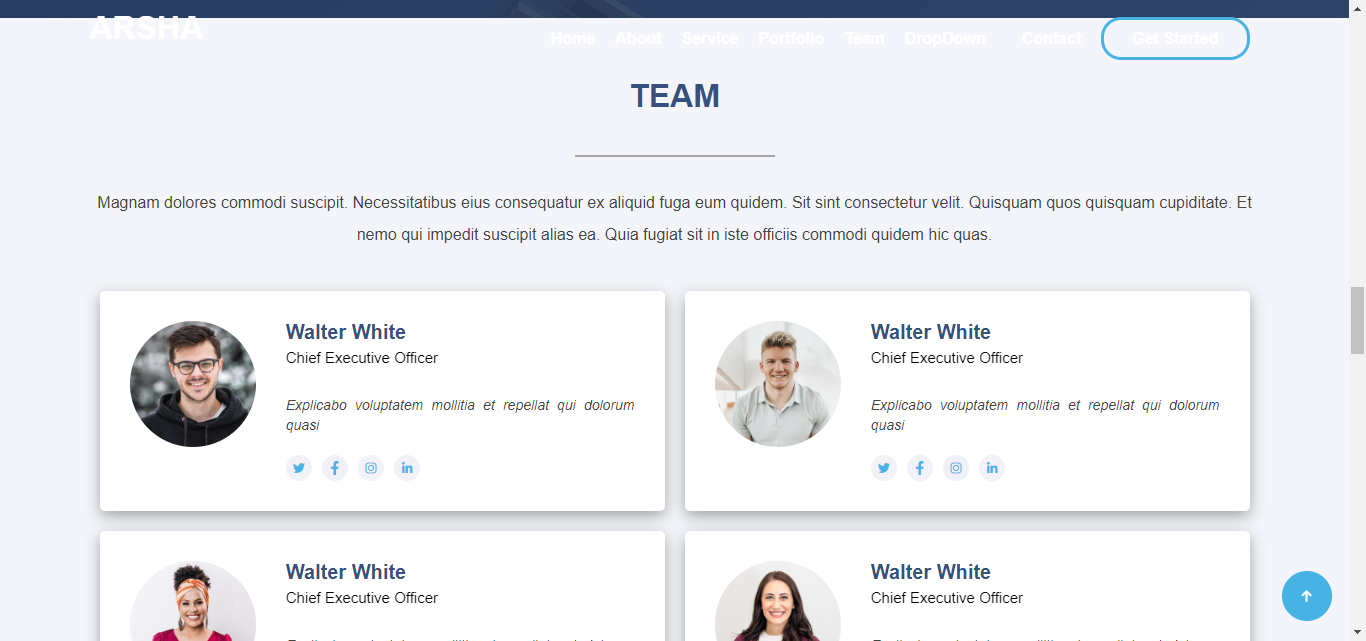 ARSHA
Home About Service Portfolio Team DropDown Contact Get Started
TEAM
Magnam dolores commodi suscipit. Necessitatibus eius consequatur ex aliquid fuga eum quidem. Sit sint consectetur velit. Quisquam quos quisquam cupiditate. Et
nemo qui impedit suscipit alias ea. Quia fugiat sit in iste officiis commodi quidem hic quas.
Walter White
Chief Executive Officer
Explicabo voluptatem mollitia et repellat qui dolorum
quasi
Walter White
Chief Executive Officer
Explicabo voluptatem mollitia et repellat qui dolorum
quasi
Walter White
Chief Executive Officer
Walter White
Chief Executive Officer